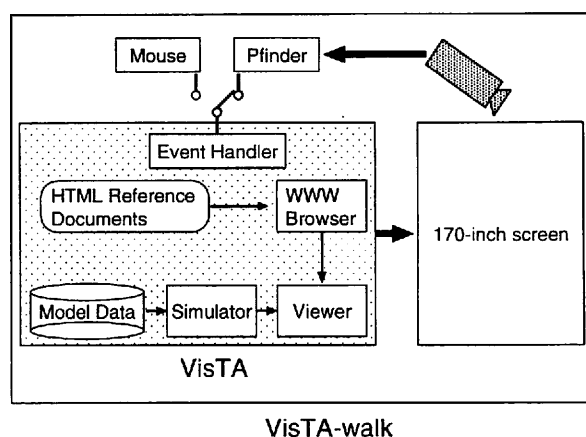 Mouse
Pfinder
Event Handler
HTML Reference
Documents
WWW
Browser
170-inch screen
Model Data
Simulator
Viewer
VisTA
VisTA-walk